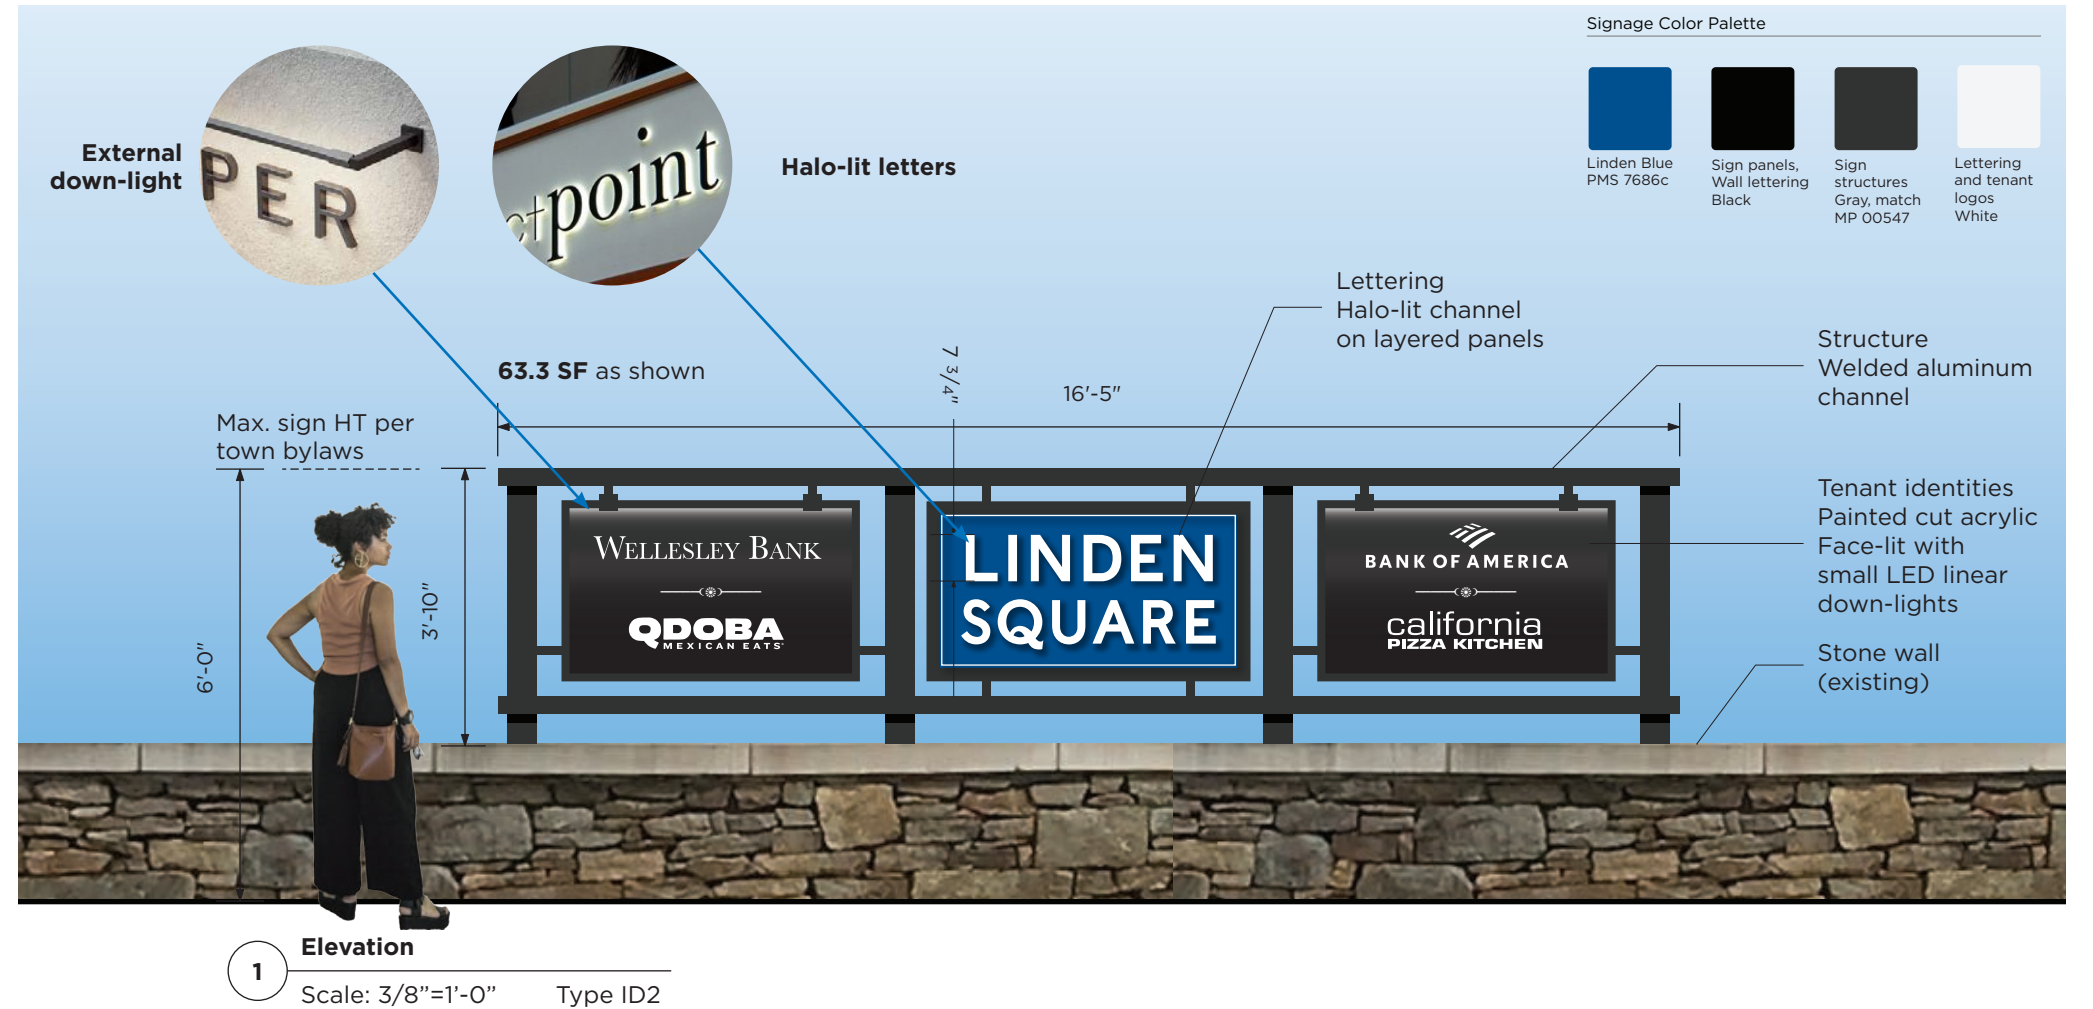 Signage Color Palette
Linden Blue
PMS 7686c
Sign panels,
Wall lettering
Black
Sign
structures
Gray, match
MP 00547
Lettering
and tenant
logos
White
External
down-light
PER
c+point
Halo-lit letters
Lettering
Halo-lit channel
on layered panels
63.3 SF as shown
7 3/4"
16'-5"
Structure
Welded aluminum
channel
Max. sign HT per
town bylaws
6'-0"
3'-10"
WELLESLEY BANK
QDOBA
MEXICAN EATS
LINDEN
SQUARE
BANK OF AMERICA
california
PIZZA KITCHEN
Tenant identities
Painted cut acrylic
Face-lit with
small LED linear
down-lights
Stone wall
(existing)
1
Elevation
Scale: 3/8”=1’-0” Type ID2